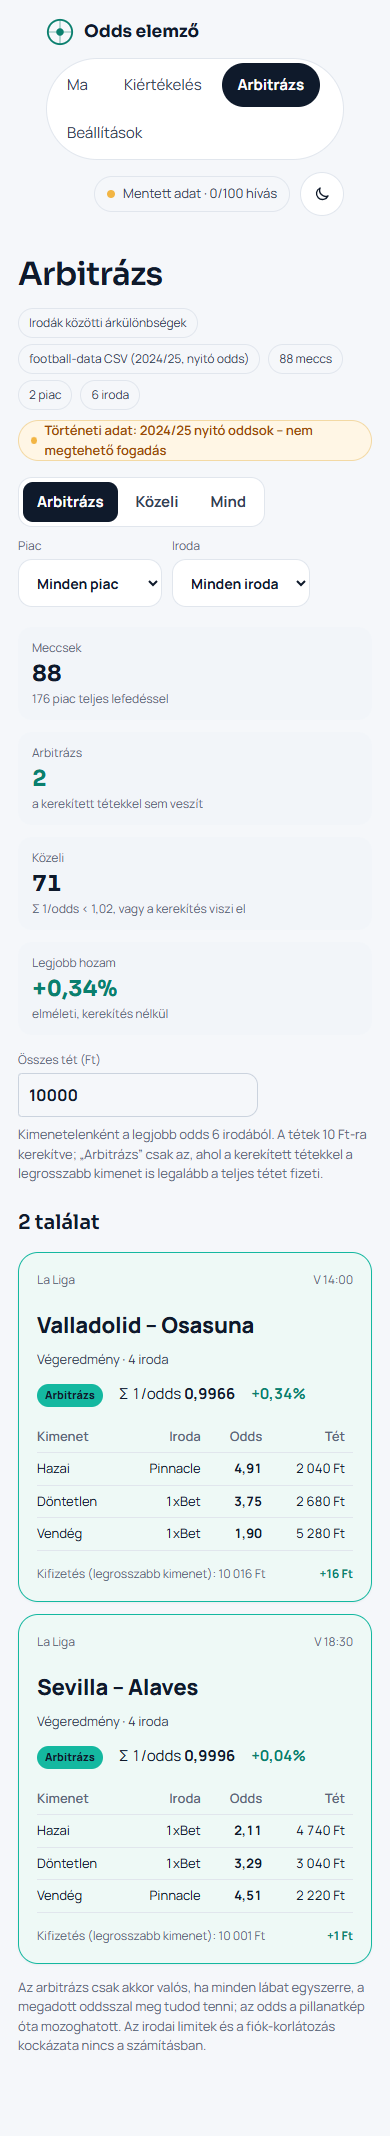 Odds elemző
Ma Kiértékelés Arbitrázs
Beállítások
Mentett adat · 0/100 hívás
Arbitrázs
Irodák közötti árkülönbségek
football-data CSV (2024/25, nyitó odds) 88 meccs
2 piac 6 iroda
Történeti adat: 2024/25 nyitó oddsok – nem
megtehető fogadás
Arbitrázs Közeli Mind
Piac Iroda
Minden piac Minden iroda
Meccsek
88
176 piac teljes lefedéssel
Arbitrázs
2
a kerekített tétekkel sem veszít
Közeli
71
Σ 1/odds < 1,02, vagy a kerekítés viszi el
Legjobb hozam
+0,34%
elméleti, kerekítés nélkül
Összes tét (Ft)
10000
Kimenetelenként a legjobb odds 6 irodából. A tétek 10 Ft-ra
kerekítve; „Arbitrázs” csak az, ahol a kerekített tétekkel a
legrosszabb kimenet is legalább a teljes tétet fizeti.
2 találat
La Liga V 14:00
Valladolid – Osasuna
Végeredmény · 4 iroda
Arbitrázs Σ 1/odds 0,9966 +0,34%
Kimenet Iroda Odds Tét
Hazai Pinnacle 4,91 2 040 Ft
Döntetlen 1xBet 3,75 2 680 Ft
Vendég 1xBet 1,90 5 280 Ft
Kifizetés (legrosszabb kimenet): 10 016 Ft +16 Ft
La Liga V 18:30
Sevilla – Alaves
Végeredmény · 4 iroda
Arbitrázs Σ 1/odds 0,9996 +0,04%
Kimenet Iroda Odds Tét
Hazai 1xBet 2,11 4 740 Ft
Döntetlen 1xBet 3,29 3 040 Ft
Vendég Pinnacle 4,51 2 220 Ft
Kifizetés (legrosszabb kimenet): 10 001 Ft +1 Ft
Az arbitrázs csak akkor valós, ha minden lábat egyszerre, a
megadott oddsszal meg tudod tenni; az odds a pillanatkép
óta mozoghatott. Az irodai limitek és a fiók-korlátozás
kockázata nincs a számításban.